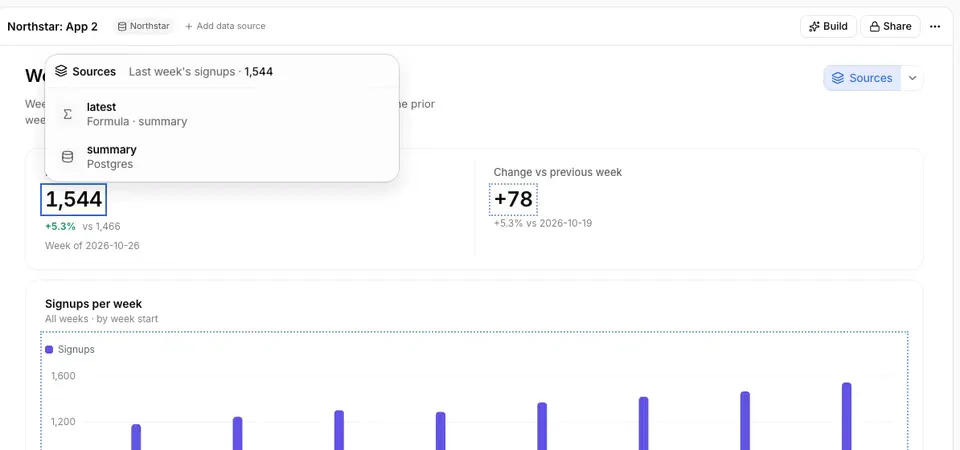 Northstar: App 2
Northstar
+ Add data source
Build
Share
Sources Last week's signups · 1,544
latest
Formula · summary
summary
Postgres
Sources
1,544
+5.3% vs 1,466
Week of 2026-10-26
Change vs previous week
+78
+5.3% vs 2026-10-19
Signups per week
All weeks · by week start
Signups
1,600
1,200